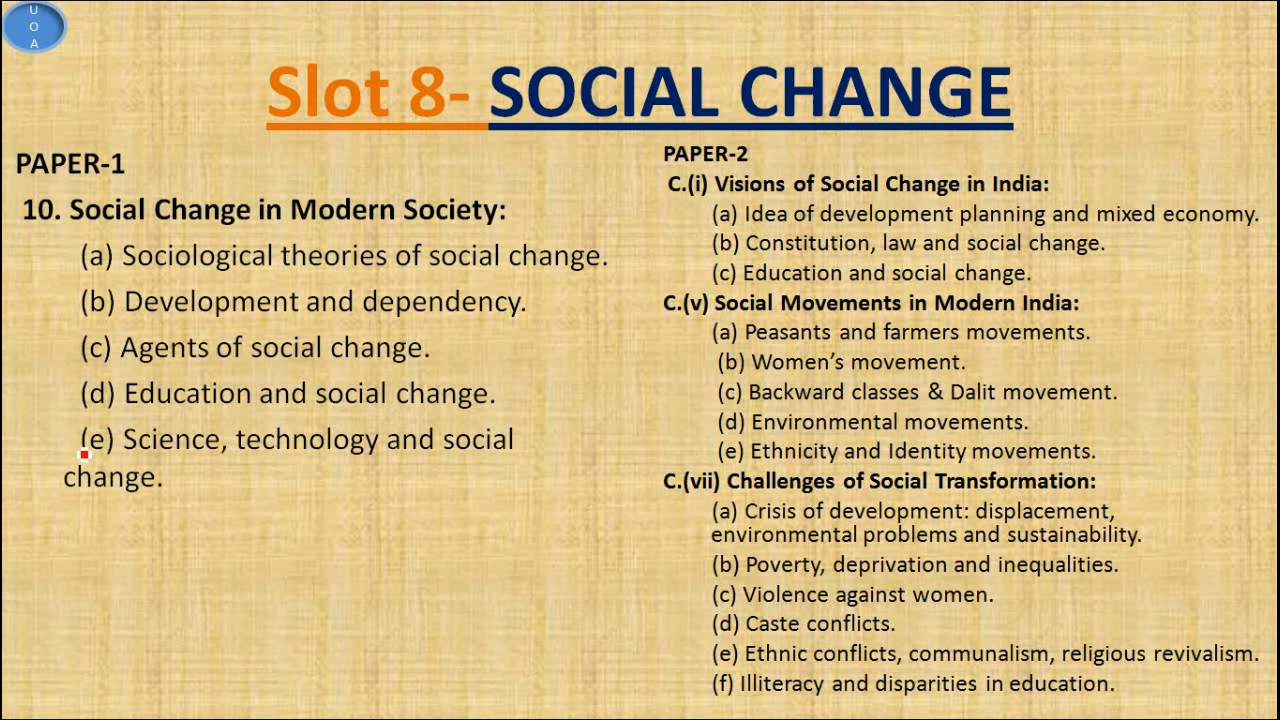 U
O
A
Slot 8- SOCIAL CHANGE
PAPER-1
10. Social Change in Modern Society:
(a) Sociological theories of social change.
(b) Development and dependency.
(c) Agents of social change.
(d) Education and social change.
(e) Science, technology and social
change.
PAPER-2
C.(i) Visions of Social Change in India:
(a) Idea of development planning and mixed economy.
(b) Constitution, law and social change.
(c) Education and social change.
C.(v) Social Movements in Modern India:
(a) Peasants and farmers movements.
(b) Women’s movement.
(c) Backward classes & Dalit movement.
(d) Environmental movements.
(e) Ethnicity and Identity movements.
C.(vii) Challenges of Social Transformation:
(a) Crisis of development: displacement,
environmental problems and sustainability.
(b) Poverty, deprivation and inequalities.
(c) Violence against women.
(d) Caste conflicts.
(e) Ethnic conflicts, communalism, religious revivalism.
(f) Illiteracy and disparities in education.